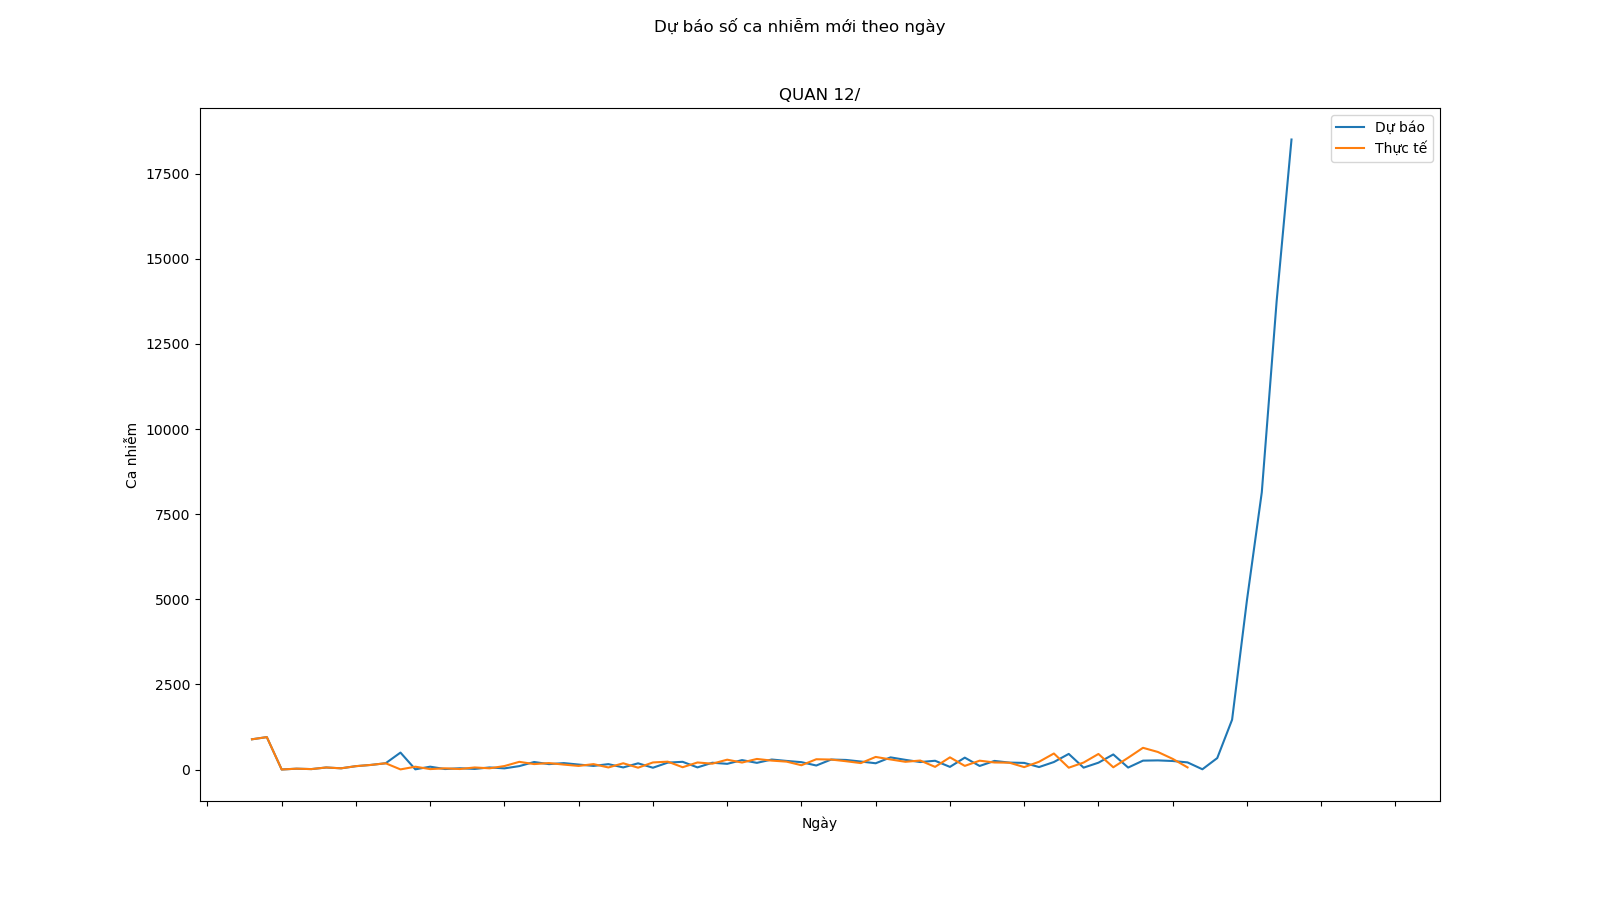 Dự báo số ca nhiễm mới theo ngày
QUAN 12/
Dự báo
Thực tế
17500
15000
12500
10000
7500
5000
2500
0
Ca nhiễm
Ngày